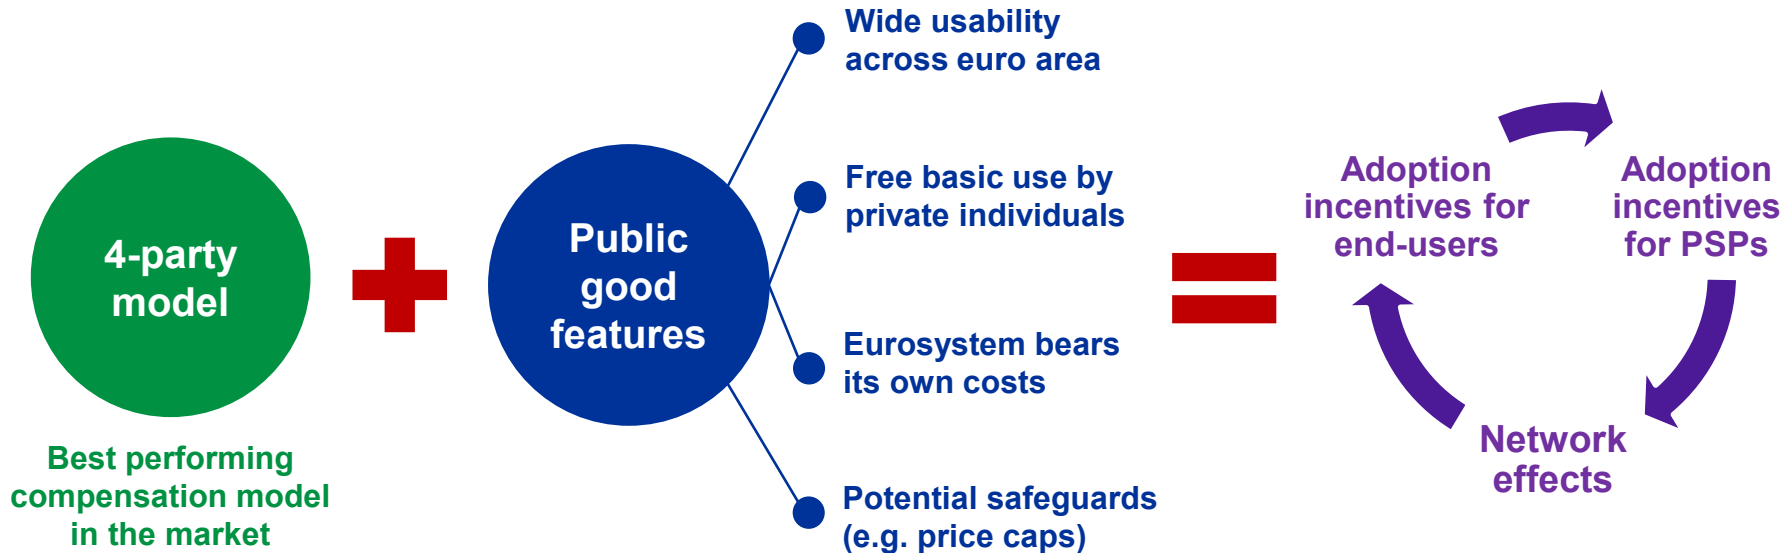 4-party
model
Best performing
compensation model
in the market
Public
good
features
Wide usability
across euro area
Free basic use by
private individuals
Eurosystem bears
its own costs
Potential safeguards
(e.g. price caps)
Adoption
incentives for
end-users
Adoption
incentives
for PSPs
Network
effects